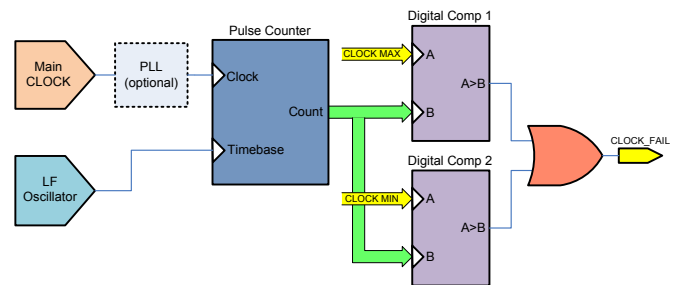 Digital Comp 1
Pulse Counter
Main
CLOCK
PLL
(optional)
Clock
Count
Timebase
LF
Oscillator
CLOCK MAX
A
A>B
B
CLOCK_FAIL
Digital Comp 2
CLOCK MIN
A
A>B
B